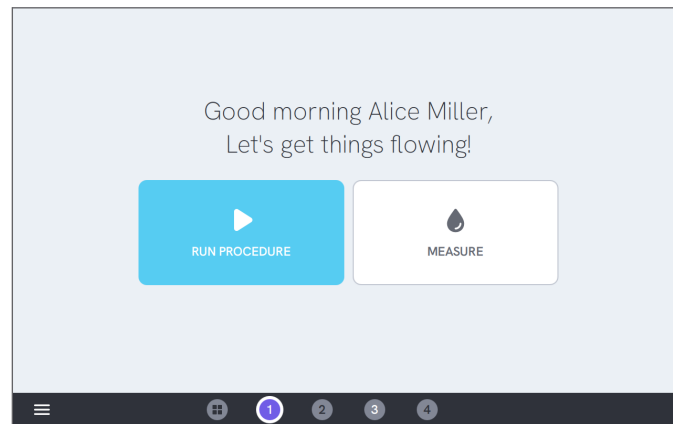 Good morning Alice Miller,
Let's get things flowing!
RUN PROCEDURE
MEASURE
1
2
3
4